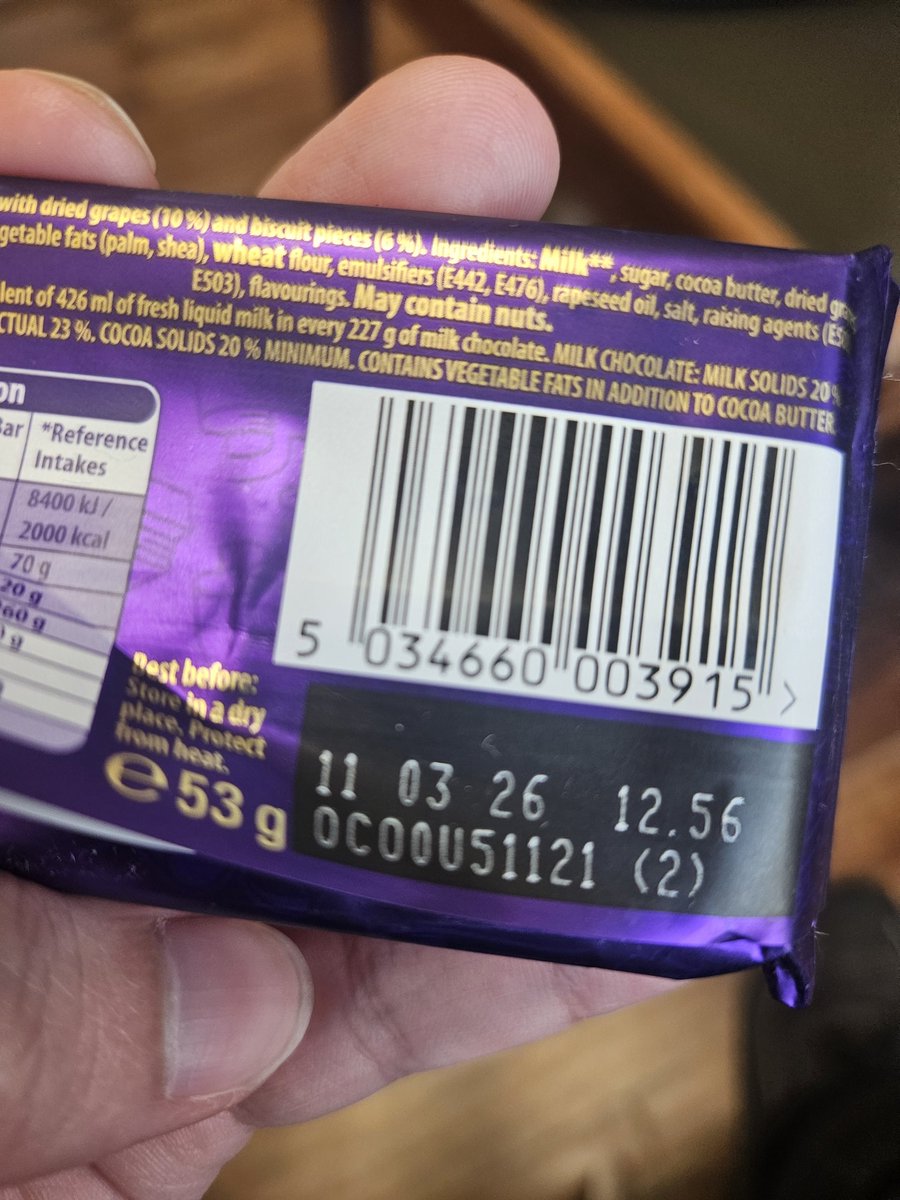 with dried grapes (10 %) and biscuit pieces (6 %). Ingredients: Milk**, sugar, cocoa butter, dried
getable fats (palm, shea), wheat flour, emulsifiers (E442, E476), rapeseed oil, salt, raising agents
E503), flavourings. May contain nuts.
lent of 426 ml of fresh liquid milk in every 227 g of milk chocolate. MILK CHOCOLATE: MILK SOLIDS 20 %
CTUAL 23 %. COCOA SOLIDS 20 % MINIMUM. CONTAINS VEGETABLE FATS IN ADDITION TO COCOA BUTTER.
on
Bar *Reference
Intakes
8400 kJ /
2000 kcal
70 g
20 g
5 034660 003915 >
Best before:
Store in a dry
place. Protect
from heat.
e 53 g
11 03 26 12.56
OCOOU51121 (2)